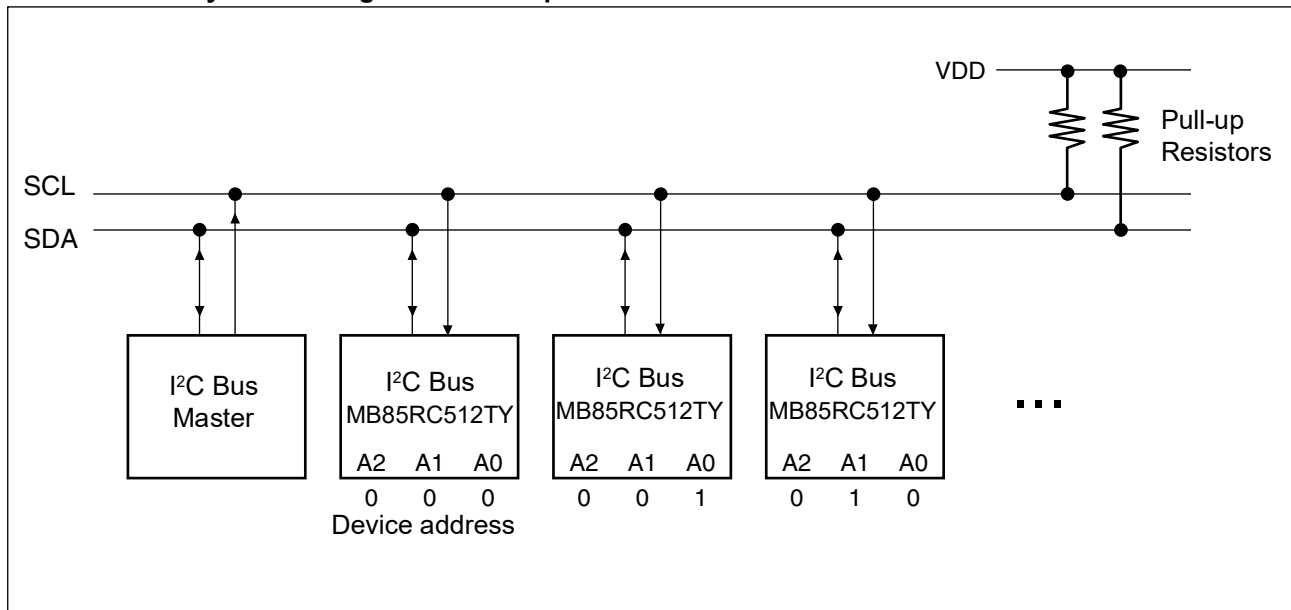 VDD
Pull-up
Resistors
SCL
SDA
I²C Bus
Master
I²C Bus
MB85RC512TY
A2 A1 A0
0 0 0
Device address
I²C Bus
MB85RC512TY
A2 A1 A0
0 0 1
I²C Bus
MB85RC512TY
A2 A1 A0
0 1 0
...